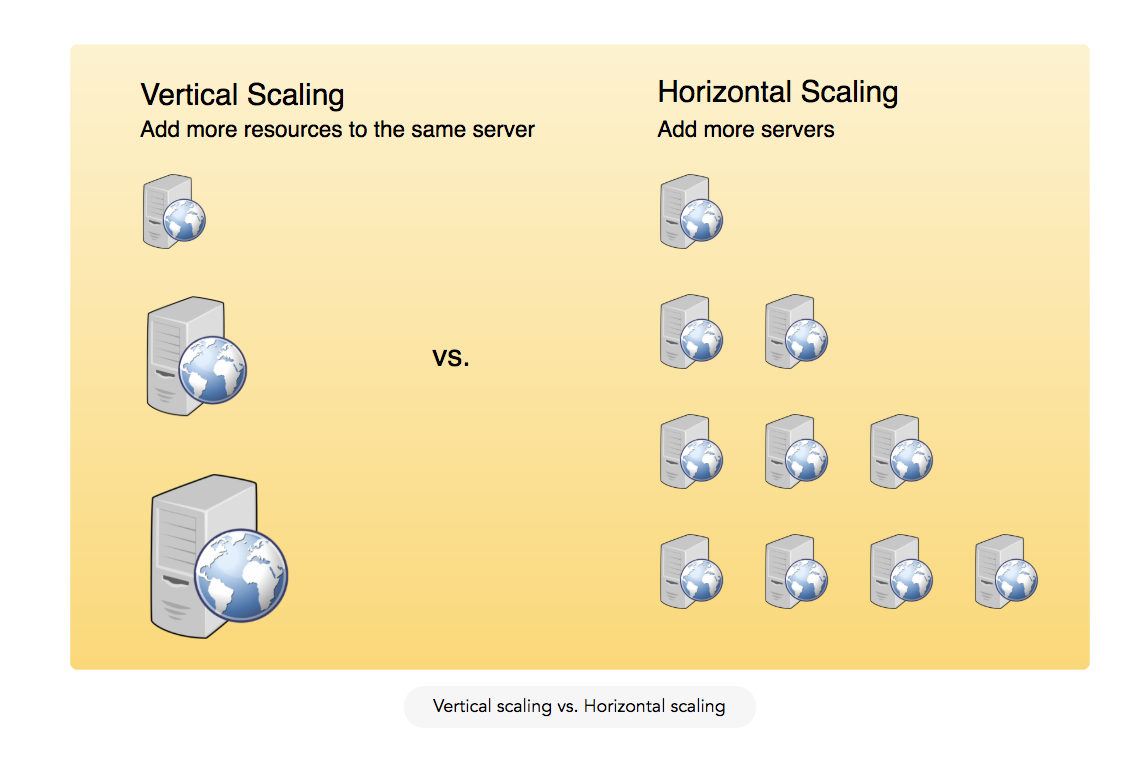 Vertical Scaling
Add more resources to the same server
Horizontal Scaling
Add more servers
vs.
Vertical scaling vs. Horizontal scaling